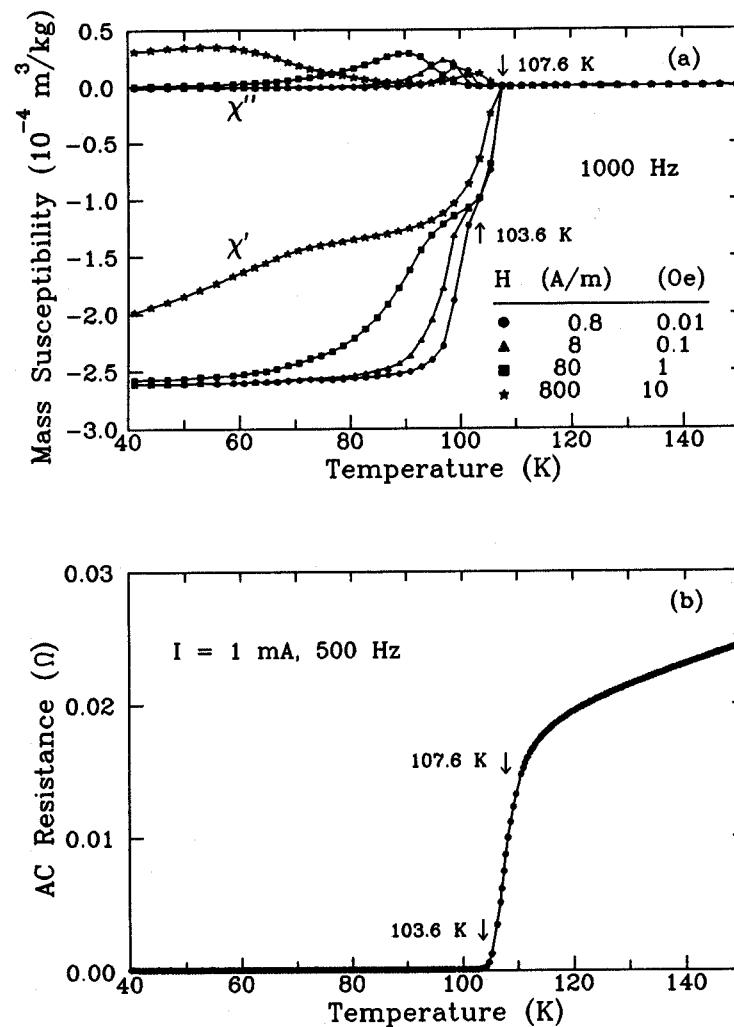 Mass Susceptibility (10⁻⁴ m³/kg)
0.5
0.0
−0.5
−1.0
−1.5
−2.0
−2.5
−3.0
(a)
107.6 K
χ''
1000 Hz
χ'
103.6 K
H (A/m) (Oe)
0.8 0.01
8 0.1
80 1
800 10
40 60 80 100 120 140
Temperature (K)
AC Resistance (Ω)
0.03
0.02
0.01
0.00
(b)
I = 1 mA, 500 Hz
107.6 K
103.6 K
40 60 80 100 120 140
Temperature (K)